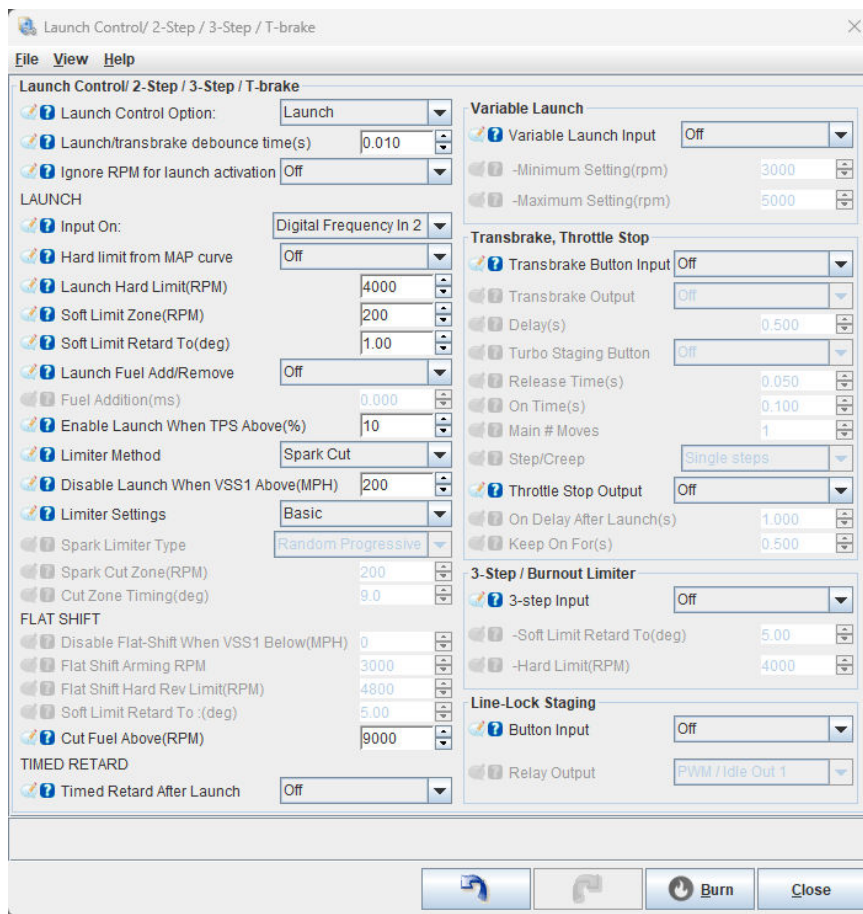 Launch Control/ 2-Step / 3-Step / T-brake
File View Help
Launch Control/ 2-Step / 3-Step / T-brake
Launch Control Option: Launch
Launch/transbrake debounce time(s) 0.010
Ignore RPM for launch activation Off
LAUNCH
Input On: Digital Frequency In 2
Hard limit from MAP curve Off
Launch Hard Limit(RPM) 4000
Soft Limit Zone(RPM) 200
Soft Limit Retard To(deg) 1.00
Launch Fuel Add/Remove Off
Fuel Addition(ms) 0.000
Enable Launch When TPS Above(%) 10
Limiter Method Spark Cut
Disable Launch When VSS1 Above(MPH) 200
Limiter Settings Basic
Spark Limiter Type Random Progressive
Spark Cut Zone(RPM) 200
Cut Zone Timing(deg) 9.0
FLAT SHIFT
Disable Flat-Shift When VSS1 Below(MPH) 0
Flat Shift Arming RPM 3000
Flat Shift Hard Rev Limit(RPM) 4800
Soft Limit Retard To :(deg) 5.00
Cut Fuel Above(RPM) 9000
TIMED RETARD
Timed Retard After Launch Off
Variable Launch
Variable Launch Input Off
-Minimum Setting(rpm) 3000
-Maximum Setting(rpm) 5000
Transbrake, Throttle Stop
Transbrake Button Input Off
Transbrake Output Off
Delay(s) 0.500
Turbo Staging Button Off
Release Time(s) 0.050
On Time(s) 0.100
Main # Moves 1
Step/Creep Single steps
Throttle Stop Output Off
On Delay After Launch(s) 1.000
Keep On For(s) 0.500
3-Step / Burnout Limiter
3-step Input Off
-Soft Limit Retard To(deg) 5.00
-Hard Limit(RPM) 4000
Line-Lock Staging
Button Input Off
Relay Output PWM / Idle Out 1
Burn Close